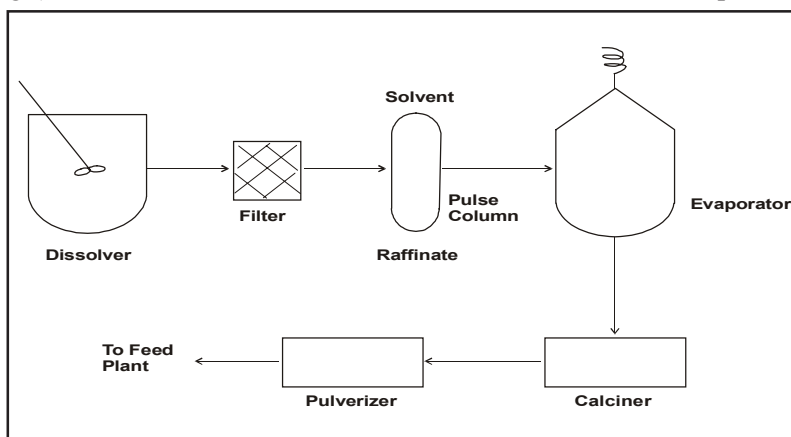 Solvent
Pulse
Column
Filter
Evaporator
Dissolver
Raffinate
To Feed
Plant
Pulverizer
Calciner